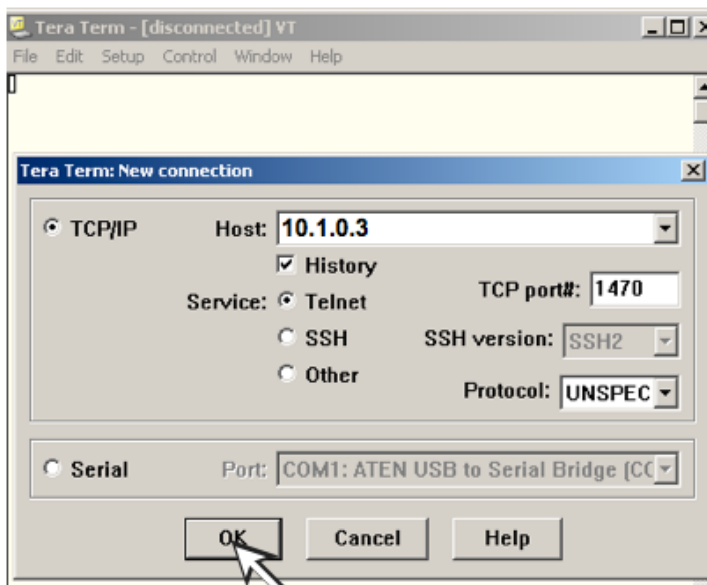 Tera Term - [disconnected] VT
File Edit Setup Control Window Help
Tera Term: New connection
TCP/IP Host: 10.1.0.3
History
Service: Telnet TCP port#: 1470
SSH SSH version: SSH2
Other Protocol: UNSPEC
Serial Port: COM1: ATEN USB to Serial Bridge (CC
OK Cancel Help